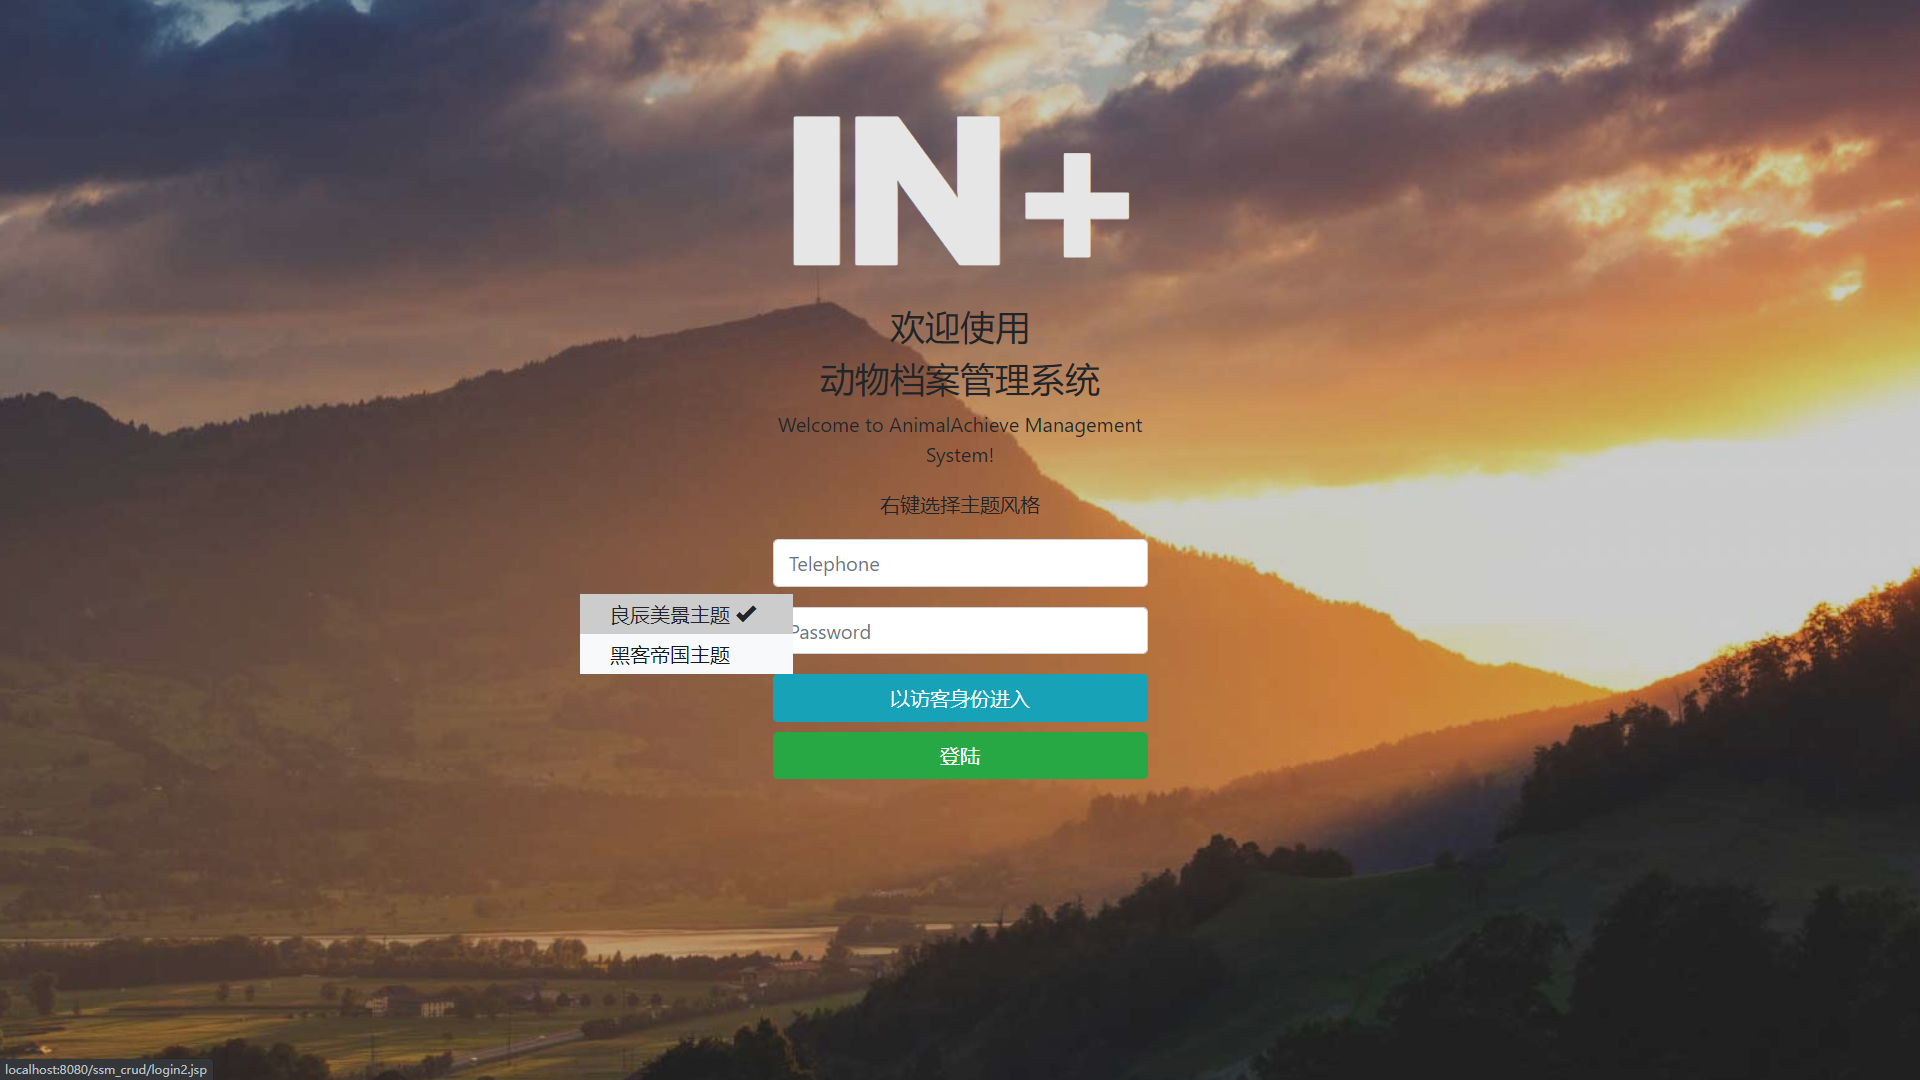 IN+
欢迎使用
动物档案管理系统
Welcome to AnimalAchieve Management
System!
右键选择主题风格
Telephone
良辰美景主题
Password
黑客帝国主题
以访客身份进入
登陆
localhost:8080/ssm_crud/login2.jsp